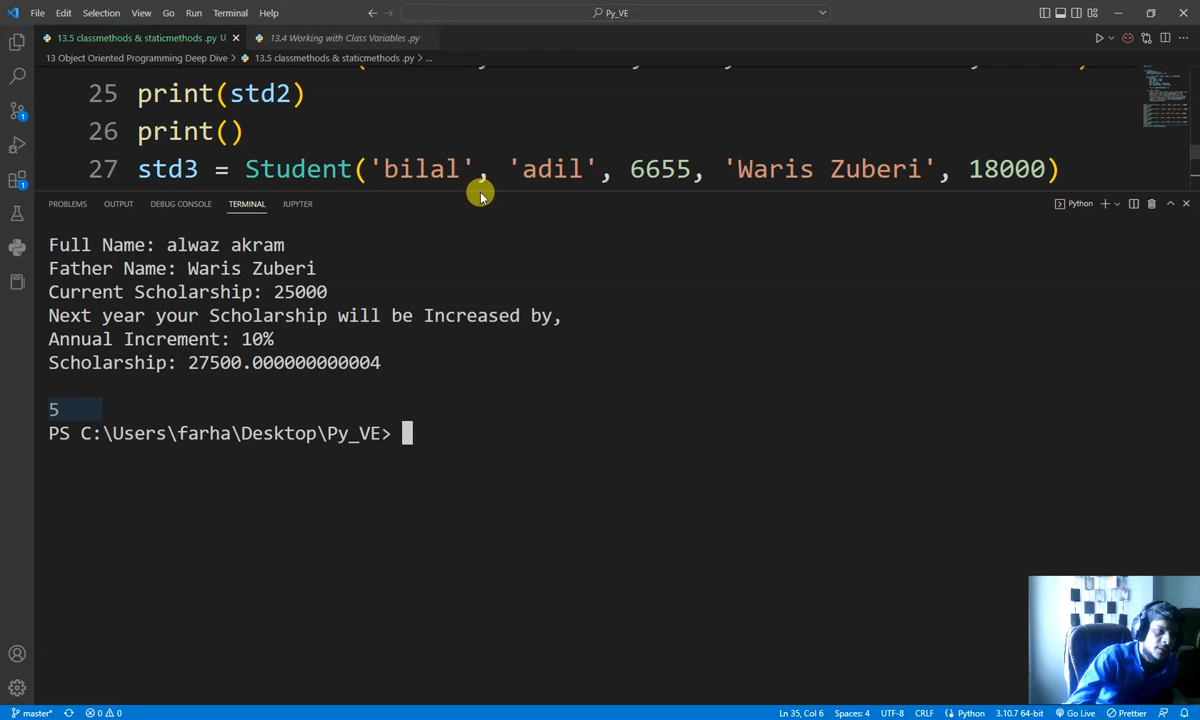 File Edit Selection View Go Run Terminal Help
Py_VE
13.5 classmethods & staticmethods .py U
13.4 Working with Class Variables .py
13 Object Oriented Programming Deep Dive > 13.5 classmethods & staticmethods .py > ...
25 print(std2)
26 print()
27 std3 = Student('bilal', 'adil', 6655, 'Waris Zuberi', 18000)
PROBLEMS OUTPUT DEBUG CONSOLE TERMINAL JUPYTER
Python
Full Name: alwaz akram
Father Name: Waris Zuberi
Current Scholarship: 25000
Next year your Scholarship will be Increased by,
Annual Increment: 10%
Scholarship: 27500.000000000004
5
PS C:\Users\farha\Desktop\Py_VE>
master* 0 0 Ln 35, Col 6 Spaces: 4 UTF-8 CRLF Python 3.10.7 64-bit Go Live Prettier